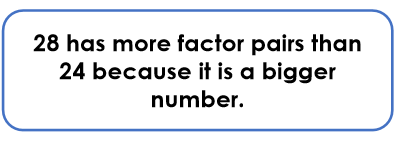 28 has more factor pairs than
24 because it is a bigger
number.